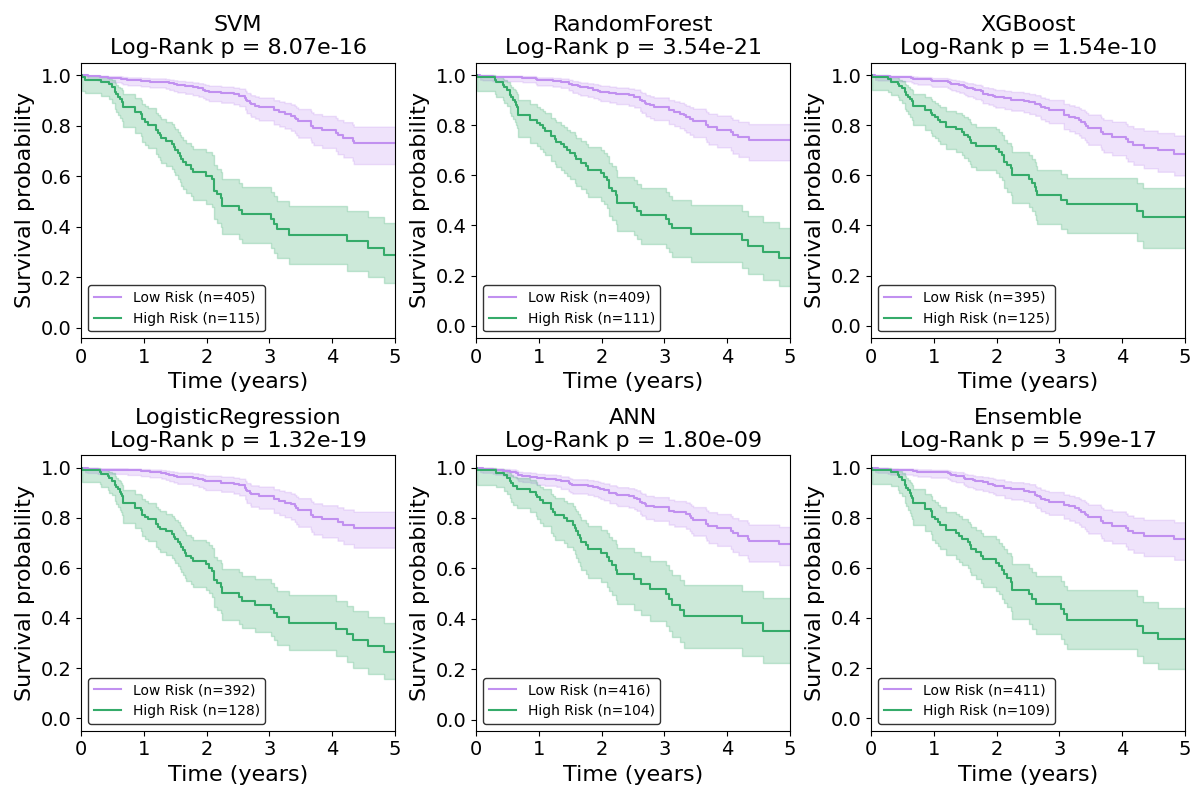 SVM
Log-Rank p = 8.07e-16
Survival probability
1.0
0.8
0.6
0.4
0.2
0.0
Low Risk (n=405)
High Risk (n=115)
0 1 2 3 4 5
Time (years)
RandomForest
Log-Rank p = 3.54e-21
Survival probability
1.0
0.8
0.6
0.4
0.2
0.0
Low Risk (n=409)
High Risk (n=111)
0 1 2 3 4 5
Time (years)
XGBoost
Log-Rank p = 1.54e-10
Survival probability
1.0
0.8
0.6
0.4
0.2
0.0
Low Risk (n=395)
High Risk (n=125)
0 1 2 3 4 5
Time (years)
LogisticRegression
Log-Rank p = 1.32e-19
Survival probability
1.0
0.8
0.6
0.4
0.2
0.0
Low Risk (n=392)
High Risk (n=128)
0 1 2 3 4 5
Time (years)
ANN
Log-Rank p = 1.80e-09
Survival probability
1.0
0.8
0.6
0.4
0.2
0.0
Low Risk (n=416)
High Risk (n=104)
0 1 2 3 4 5
Time (years)
Ensemble
Log-Rank p = 5.99e-17
Survival probability
1.0
0.8
0.6
0.4
0.2
0.0
Low Risk (n=411)
High Risk (n=109)
0 1 2 3 4 5
Time (years)